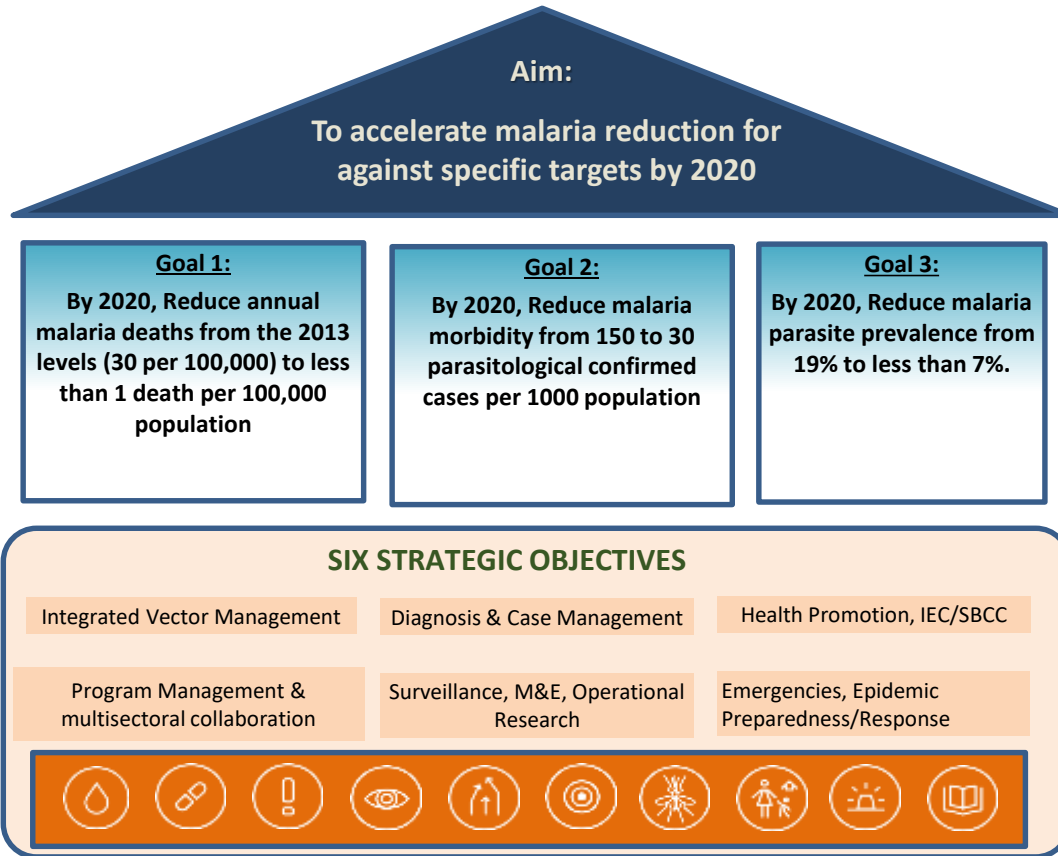 Aim:
To accelerate malaria reduction for
against specific targets by 2020
Goal 1:
By 2020, Reduce annual
malaria deaths from the 2013
levels (30 per 100,000) to less
than 1 death per 100,000
population
Goal 2:
By 2020, Reduce malaria
morbidity from 150 to 30
parasitological confirmed
cases per 1000 population
Goal 3:
By 2020, Reduce malaria
parasite prevalence from
19% to less than 7%.
SIX STRATEGIC OBJECTIVES
Integrated Vector Management
Diagnosis & Case Management
Health Promotion, IEC/SBCC
Program Management &
multisectoral collaboration
Surveillance, M&E, Operational
Research
Emergencies, Epidemic
Preparedness/Response